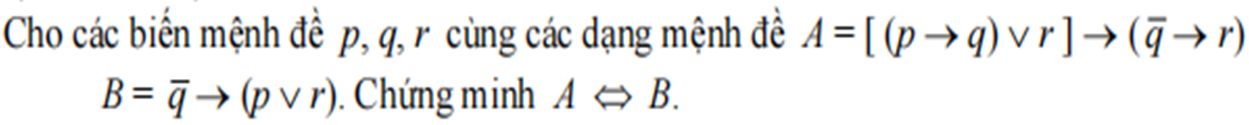 Cho các biến mệnh đề p, q, r cùng các dạng mệnh đề A = [ (p → q) ∨ r ] → (q̅ → r)
B = q̅ → (p ∨ r). Chứng minh A ⇔ B.